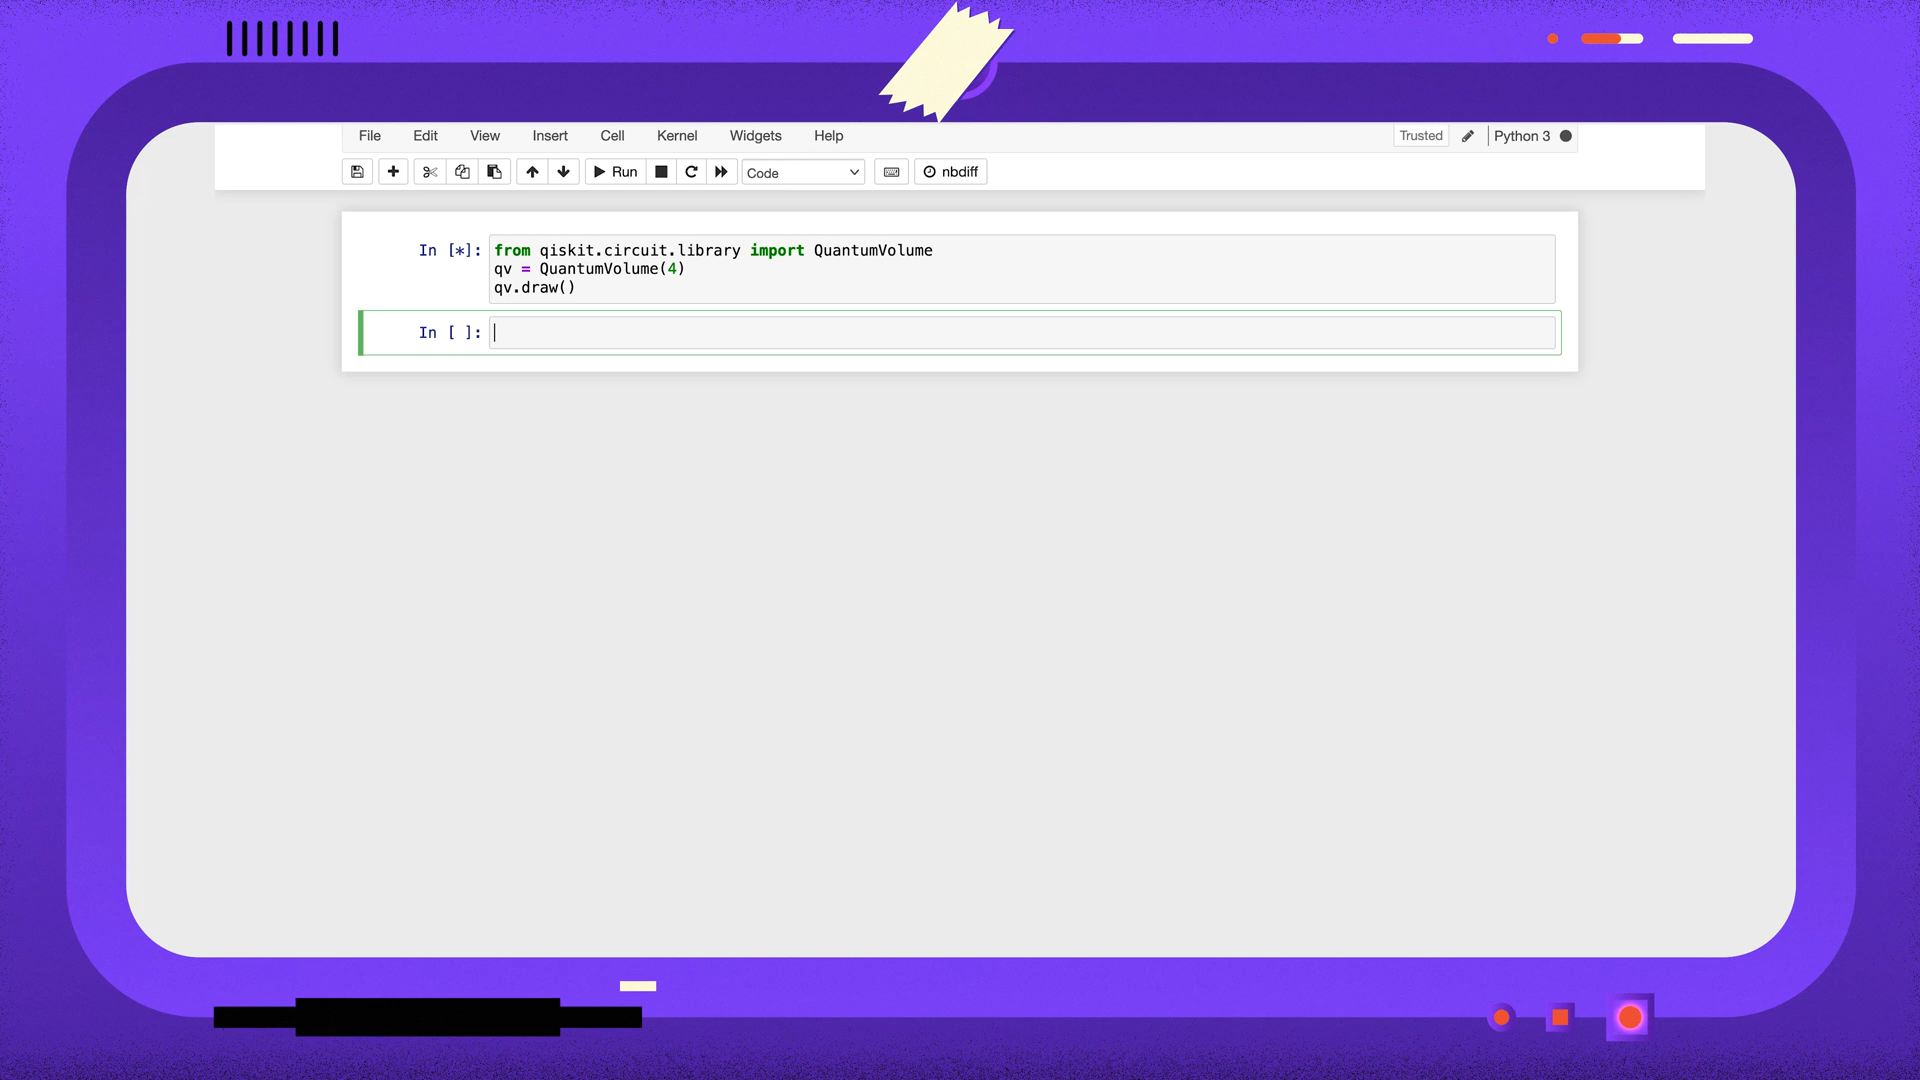 File Edit View Insert Cell Kernel Widgets Help Trusted Python 3
Run Code nbdiff
In [*]: from qiskit.circuit.library import QuantumVolume
qv = QuantumVolume(4)
qv.draw()
In [ ]: